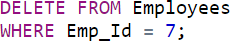 DELETE FROM Employees
WHERE Emp_Id = 7;